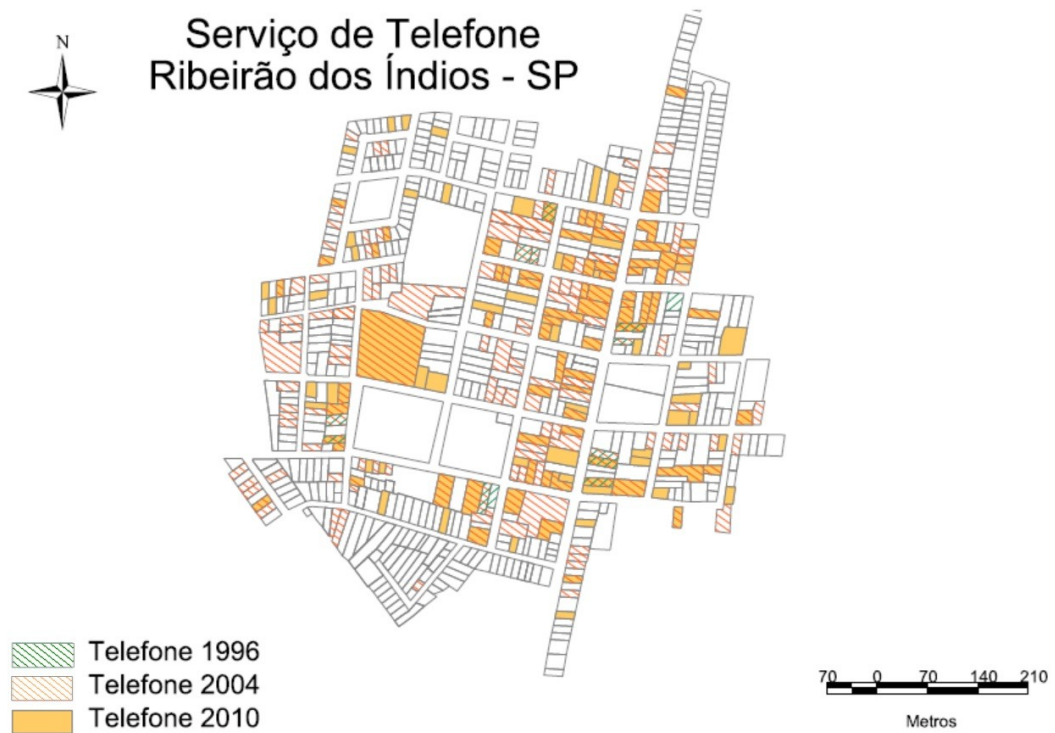 Serviço de Telefone
Ribeirão dos Índios - SP
N
Telefone 1996
Telefone 2004
Telefone 2010
70 0 70 140 210
Metros